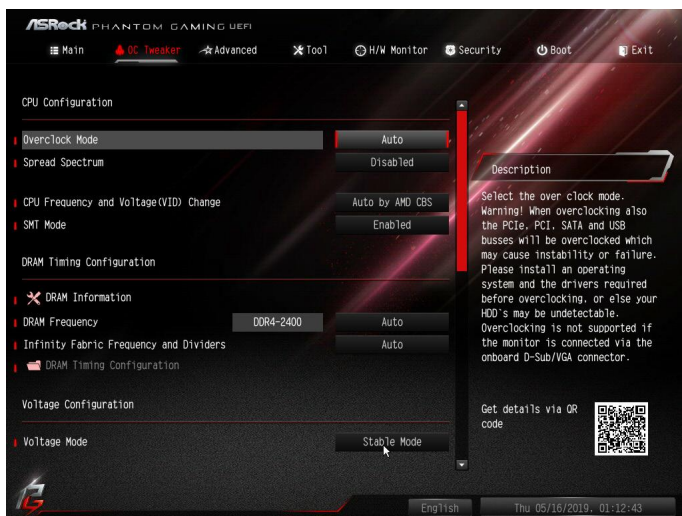 ASRock PHANTOM GAMING UEFI
Main OC Tweaker Advanced Tool H/W Monitor Security Boot Exit
CPU Configuration
Overclock Mode Auto
Spread Spectrum Disabled
CPU Frequency and Voltage(VID) Change Auto by AMD CBS
SMT Mode Enabled
DRAM Timing Configuration
DRAM Information
DRAM Frequency DDR4-2400 Auto
Infinity Fabric Frequency and Dividers Auto
DRAM Timing Configuration
Voltage Configuration
Voltage Mode Stable Mode
Description
Select the over clock mode.
Warning! When overclocking also
the PCIe, PCI, SATA and USB
busses will be overclocked which
may cause instability or failure.
Please install an operating
system and the drivers required
before overclocking, or else your
HDD`s may be undetectable.
Overclocking is not supported if
the monitor is connected via the
onboard D-Sub/VGA connector.
Get details via QR
code
English Thu 05/16/2019, 01:12:43